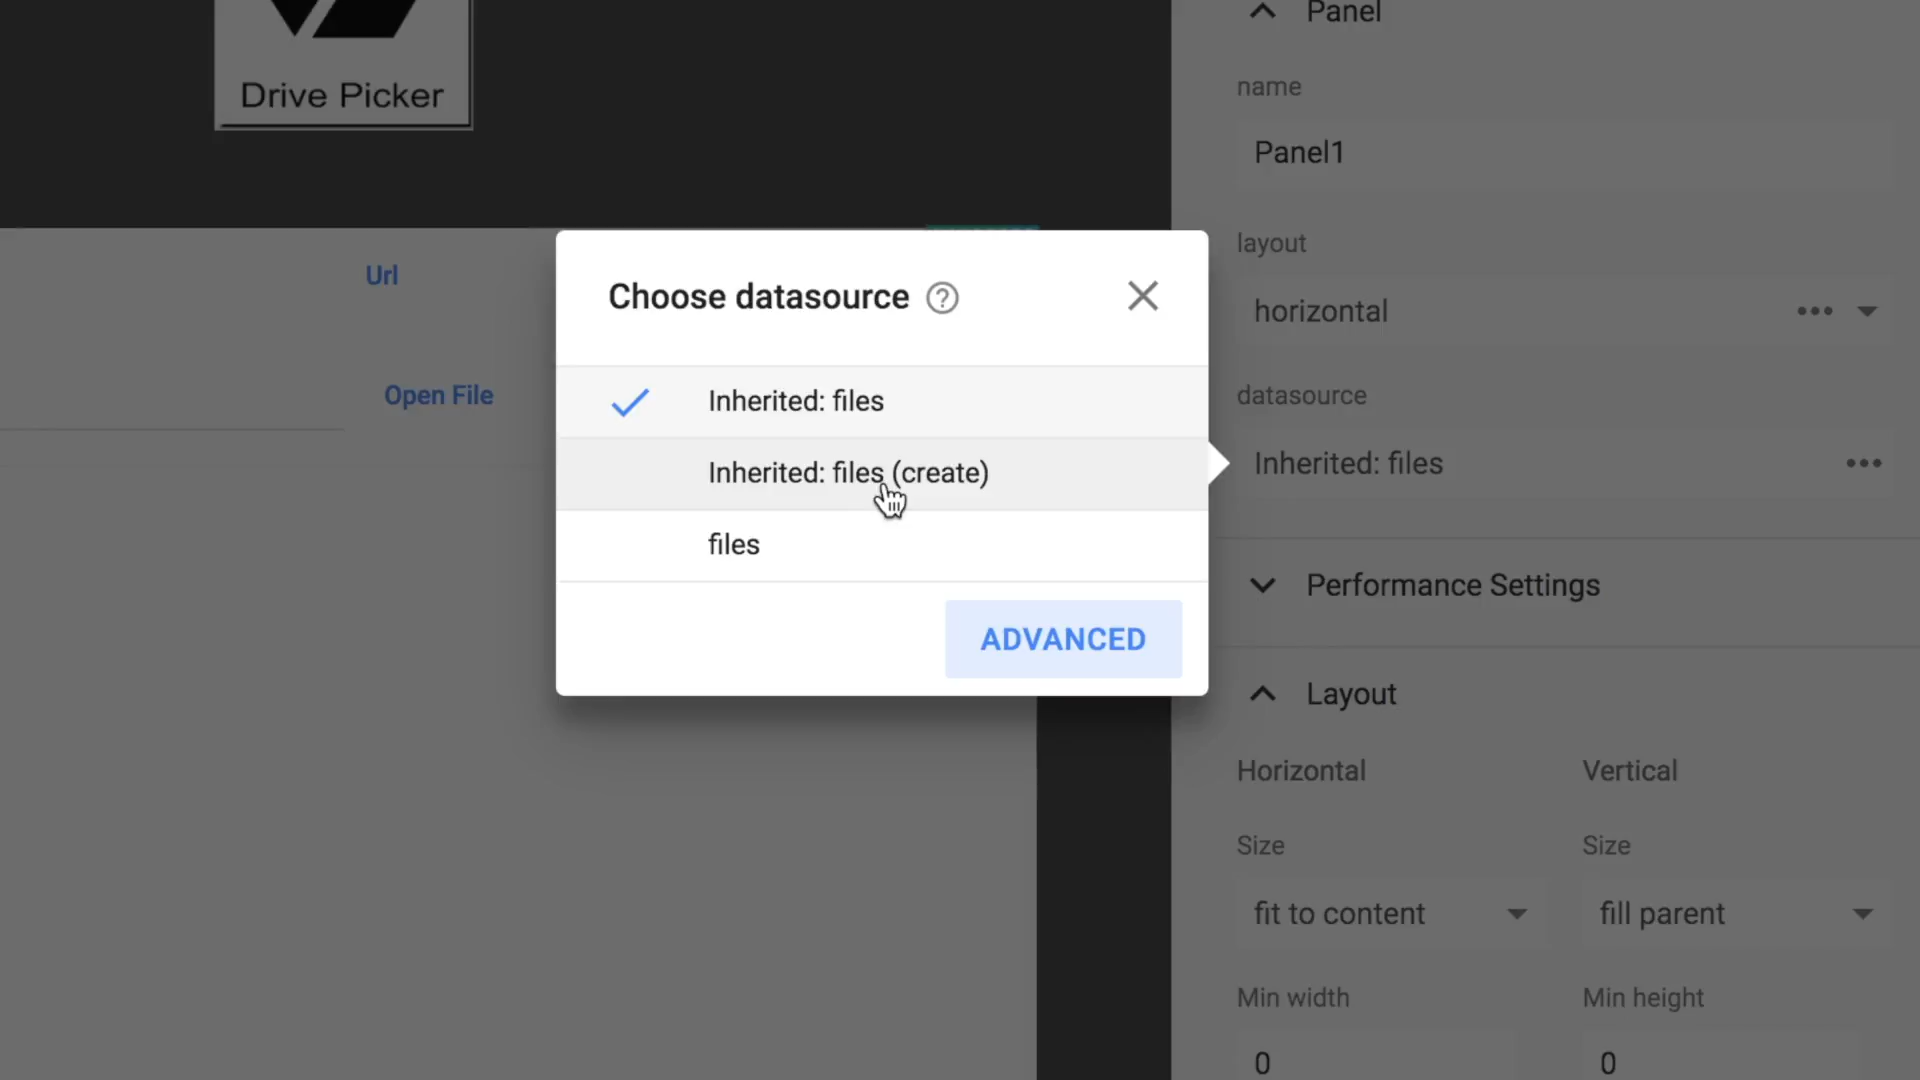 Drive Picker
Url
Open File
Choose datasource ?
Inherited: files
Inherited: files (create)
files
ADVANCED
Panel
name
Panel1
layout
horizontal
datasource
Inherited: files
Performance Settings
Layout
Horizontal Vertical
Size Size
fit to content fill parent
Min width Min height
0 0